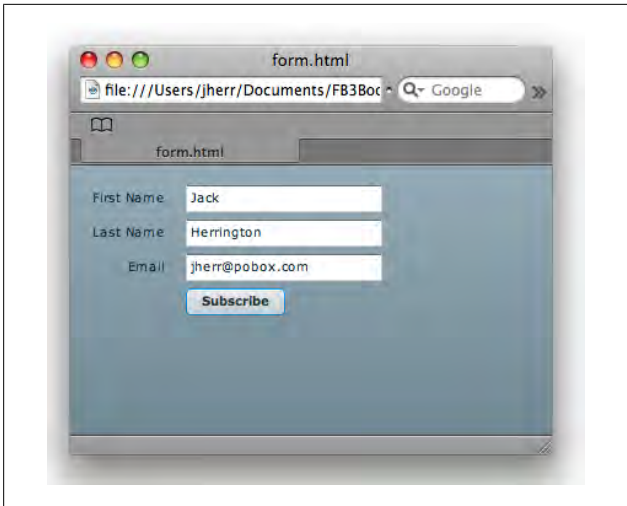 form.html
file:///Users/jherr/Documents/FB3Boc
Google
form.html
First Name
Jack
Last Name
Herrington
Email
jherr@pobox.com
Subscribe